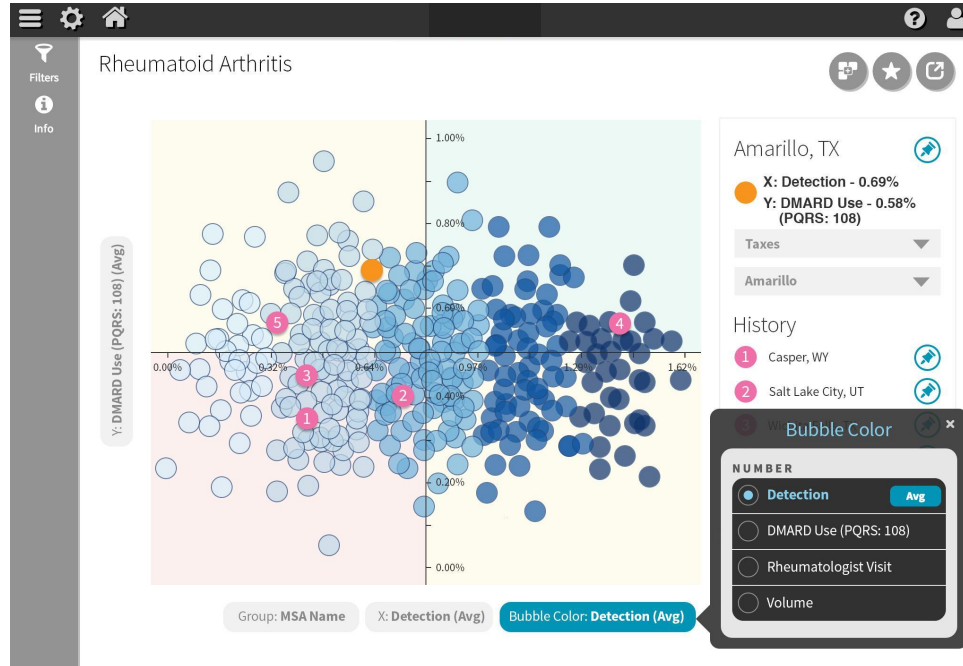 Filters
Info
Rheumatoid Arthritis
Y: DMARD Use (PQRS: 108) (Avg)
1.00%
0.80%
0.60%
0.40%
0.20%
0.00%
0.00%
0.32%
0.64%
0.97%
1.29%
1.62%
5
4
3
2
1
Group: MSA Name
X: Detection (Avg)
Bubble Color: Detection (Avg)
Amarillo, TX
X: Detection - 0.69%
Y: DMARD Use - 0.58%
(PQRS: 108)
Taxes
Amarillo
History
1 Casper, WY
2 Salt Lake City, UT
3
Bubble Color
×
NUMBER
Detection Avg
DMARD Use (PQRS: 108)
Rheumatologist Visit
Volume